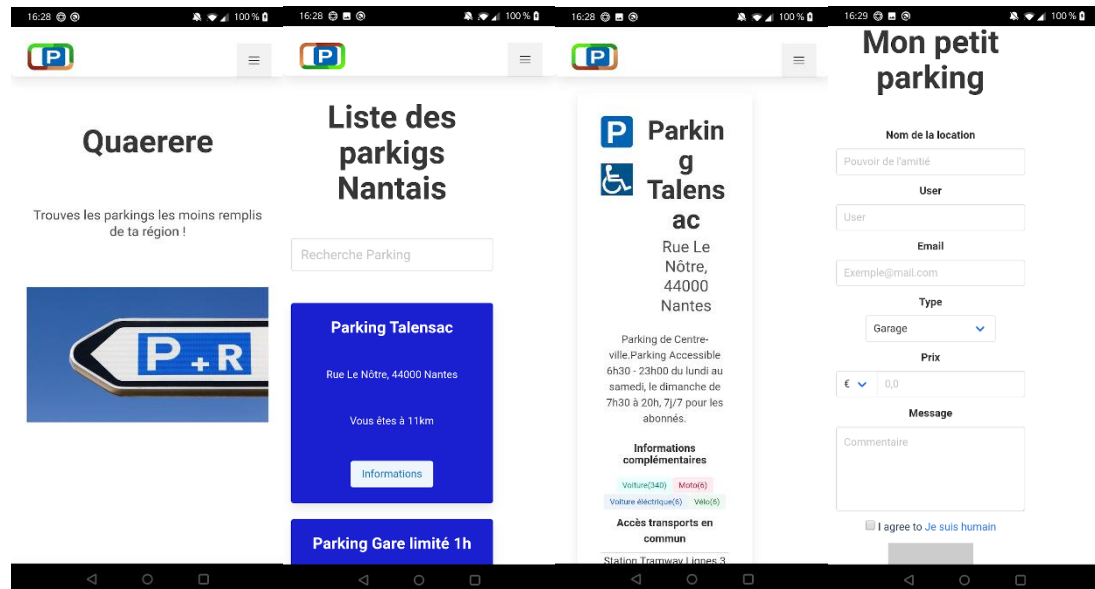 16:28
100 %
P
Quaerere
Trouves les parkings les moins remplis
de ta région !
P+R
16:28
100 %
P
Liste des
parkigs
Nantais
Recherche Parking
Parking Talensac
Rue Le Nôtre, 44000 Nantes
Vous êtes à 11km
Informations
Parking Gare limité 1h
16:28
100 %
P
P
Parkin
g
Talens
ac
Rue Le
Nôtre,
44000
Nantes
Parking de Centre-
ville.Parking Accessible
6h30 - 23h00 du lundi au
samedi, le dimanche de
7h30 à 20h, 7j/7 pour les
abonnés.
Informations
complémentaires
Voiture(340) Moto(6)
Voiture éléctrique(6) Vélo(6)
Accès transports en
commun
Station Tramway Lignes 3
16:29
100 %
Mon petit
parking
Nom de la location
Pouvoir de l'amitié
User
User
Email
Exemple@mail.com
Type
Garage
Prix
€ 0,0
Message
Commentaire
I agree to Je suis humain